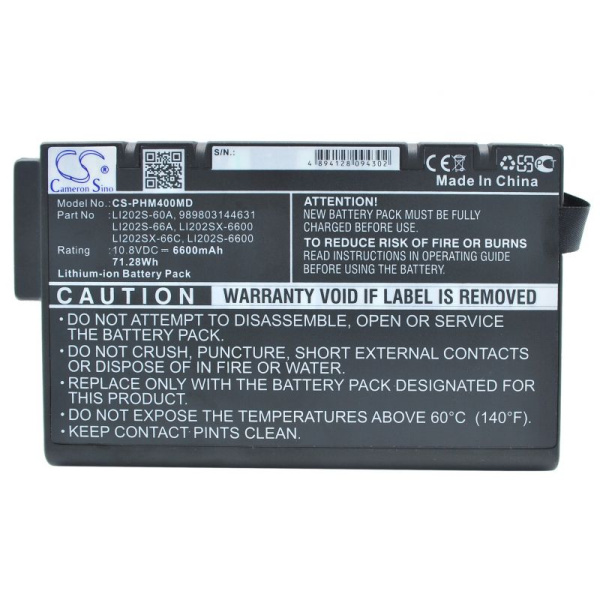 CS
Cameron Sino
S/N.:
4 894128 094302
CE
Made In China
Model No.: CS-PHM400MD
Part No : LI202S-60A, 989803144631
LI202S-66A, LI202SX-6600
LI202SX-66C, LI202S-6600
Rating : 10.8VDC 6600mAh
71.28Wh
Lithium-ion Battery Pack
ATTENTION!
NEW BATTERY PACK MUST BE FULLY
CHARGED BEFORE USE.
TO REDUCE RISK OF FIRE OR BURNS
READ INSTRUCTIONS IN OPERATING GUIDE
BEFORE USING.
CAUTION WARRANTY VOID IF LABEL IS REMOVED
• DO NOT ATTEMPT TO DISASSEMBLE, OPEN OR SERVICE
THE BATTERY PACK.
• DO NOT CRUSH, PUNCTURE, SHORT EXTERNAL CONTACTS
OR DISPOSE OF IN FIRE OR WATER.
• REPLACE ONLY WITH A BATTERY PACK DESIGNATED FOR
YOUR PRODUCT.
• DO NOT EXPOSE THE TEMPERATURES ABOVE 60°C (140°F).
• KEEP CONTACT PINTS CLEAN.